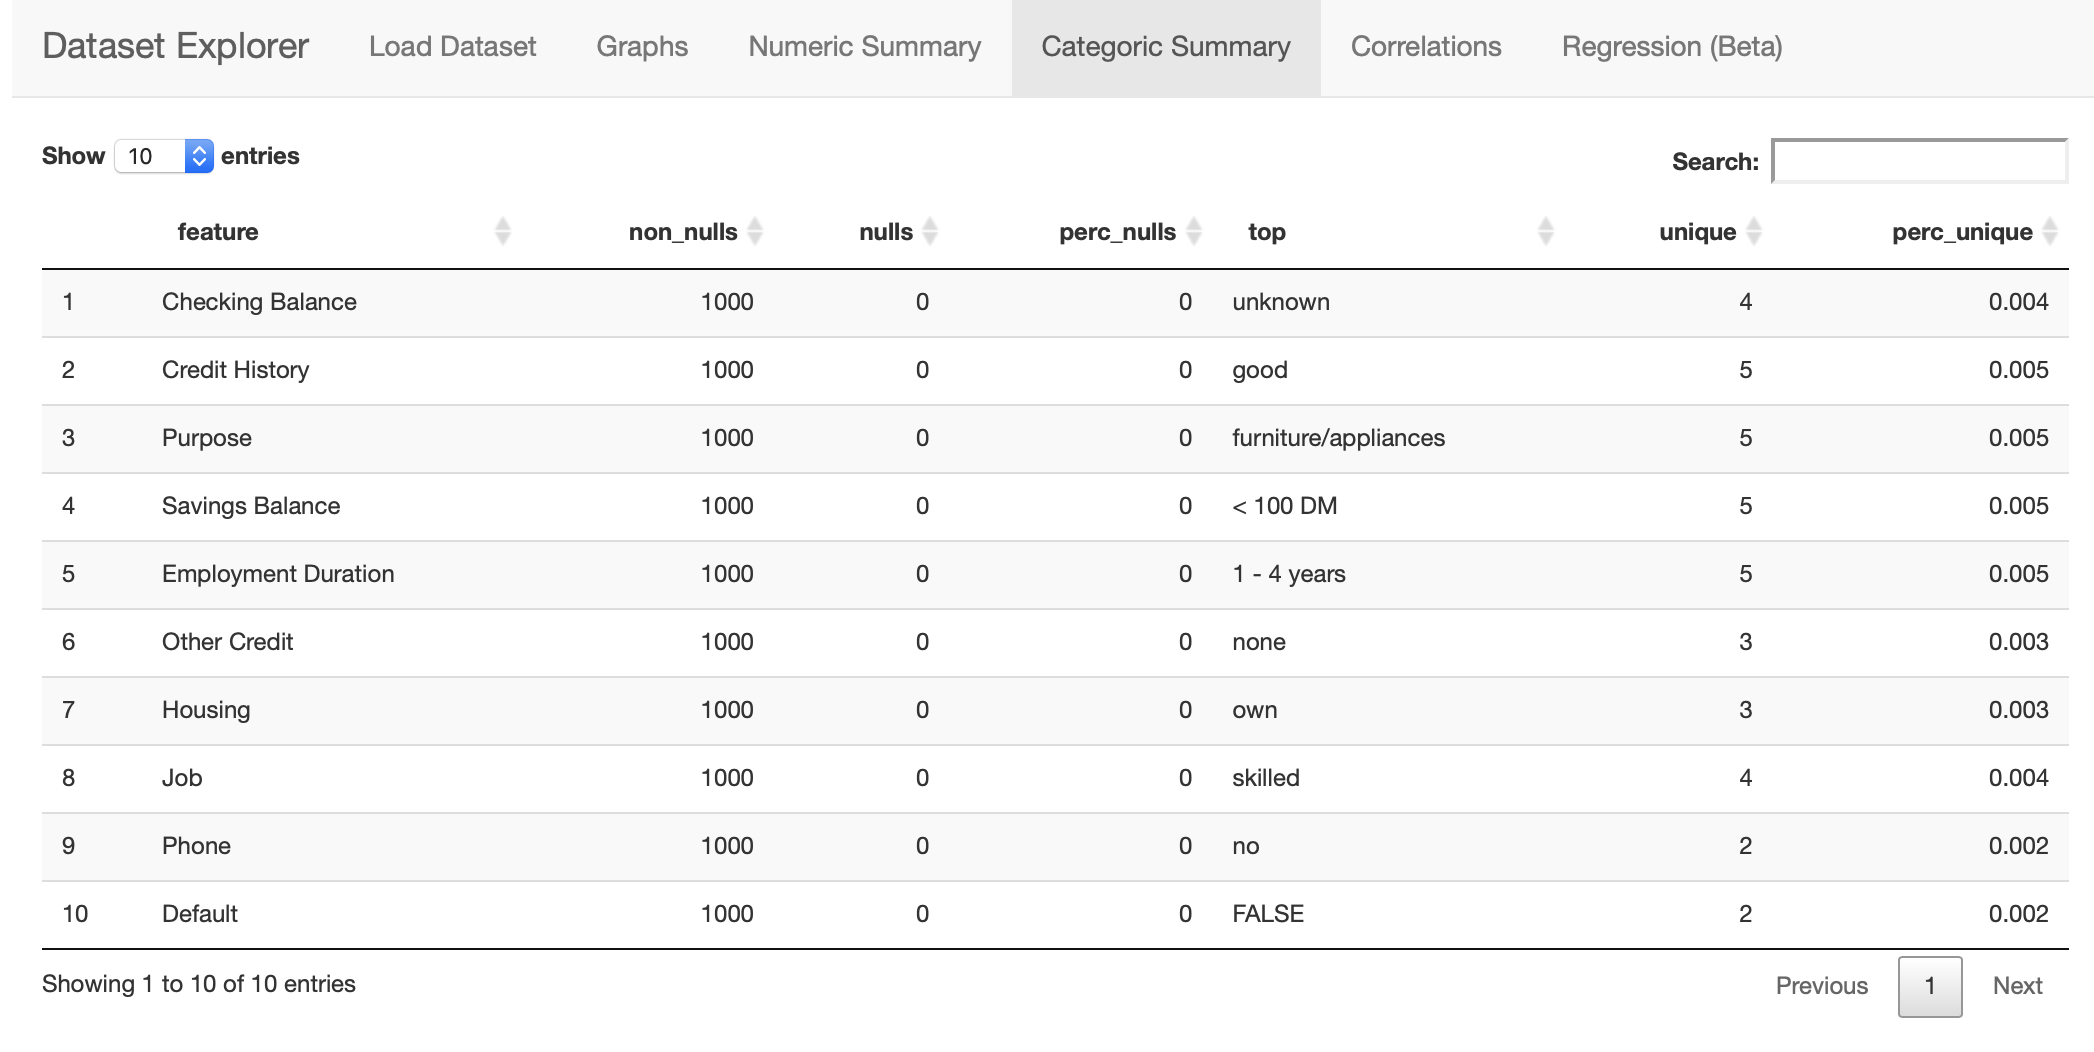 Dataset Explorer Load Dataset Graphs Numeric Summary Categoric Summary Correlations Regression (Beta)
Show 10 entries Search:
feature non_nulls nulls perc_nulls top unique perc_unique
1 Checking Balance 1000 0 0 unknown 4 0.004
2 Credit History 1000 0 0 good 5 0.005
3 Purpose 1000 0 0 furniture/appliances 5 0.005
4 Savings Balance 1000 0 0 < 100 DM 5 0.005
5 Employment Duration 1000 0 0 1 - 4 years 5 0.005
6 Other Credit 1000 0 0 none 3 0.003
7 Housing 1000 0 0 own 3 0.003
8 Job 1000 0 0 skilled 4 0.004
9 Phone 1000 0 0 no 2 0.002
10 Default 1000 0 0 FALSE 2 0.002
Showing 1 to 10 of 10 entries Previous 1 Next